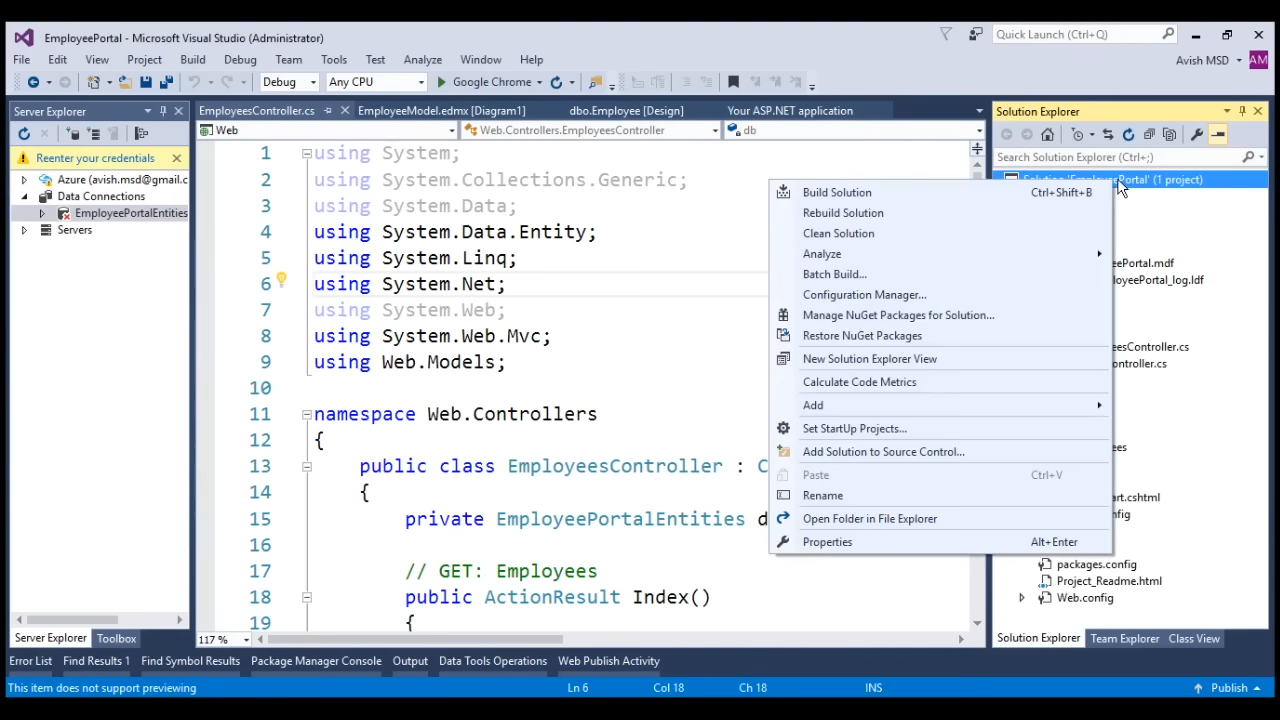 EmployeePortal - Microsoft Visual Studio (Administrator)
Quick Launch (Ctrl+Q)
File Edit View Project Build Debug Team Tools Test Analyze Window Help
Avish MSD AM
Debug Any CPU Google Chrome
Server Explorer
EmployeesController.cs EmployeeModel.edmx [Diagram1] dbo.Employee [Design] Your ASP.NET application
Solution Explorer
Web Web.Controllers.EmployeesController db
Reenter your credentials
Search Solution Explorer (Ctrl+;)
Azure (avish.msd@gmail.c
Data Connections
EmployeePortalEntities
Servers
1 using System;
2 using System.Collections.Generic;
3 using System.Data;
4 using System.Data.Entity;
5 using System.Linq;
6 using System.Net;
7 using System.Web;
8 using System.Web.Mvc;
9 using Web.Models;
10
11 namespace Web.Controllers
12 {
13 public class EmployeesController : C
14 {
15 private EmployeePortalEntities d
16
17 // GET: Employees
18 public ActionResult Index()
19 {
Solution 'EmployeePortal' (1 project)
Build Solution Ctrl+Shift+B
Rebuild Solution
Clean Solution
Analyze
Batch Build...
Configuration Manager...
Manage NuGet Packages for Solution...
Restore NuGet Packages
New Solution Explorer View
Calculate Code Metrics
Add
Set StartUp Projects...
Add Solution to Source Control...
Paste Ctrl+V
Rename
Open Folder in File Explorer
Properties Alt+Enter
eePortal.mdf
oyeePortal_log.ldf
eesController.cs
ontroller.cs
ees
art.cshtml
fig
packages.config
Project_Readme.html
Web.config
117 %
Server Explorer Toolbox
Solution Explorer Team Explorer Class View
Error List Find Results 1 Find Symbol Results Package Manager Console Output Data Tools Operations Web Publish Activity
This item does not support previewing Ln 6 Col 18 Ch 18 INS Publish